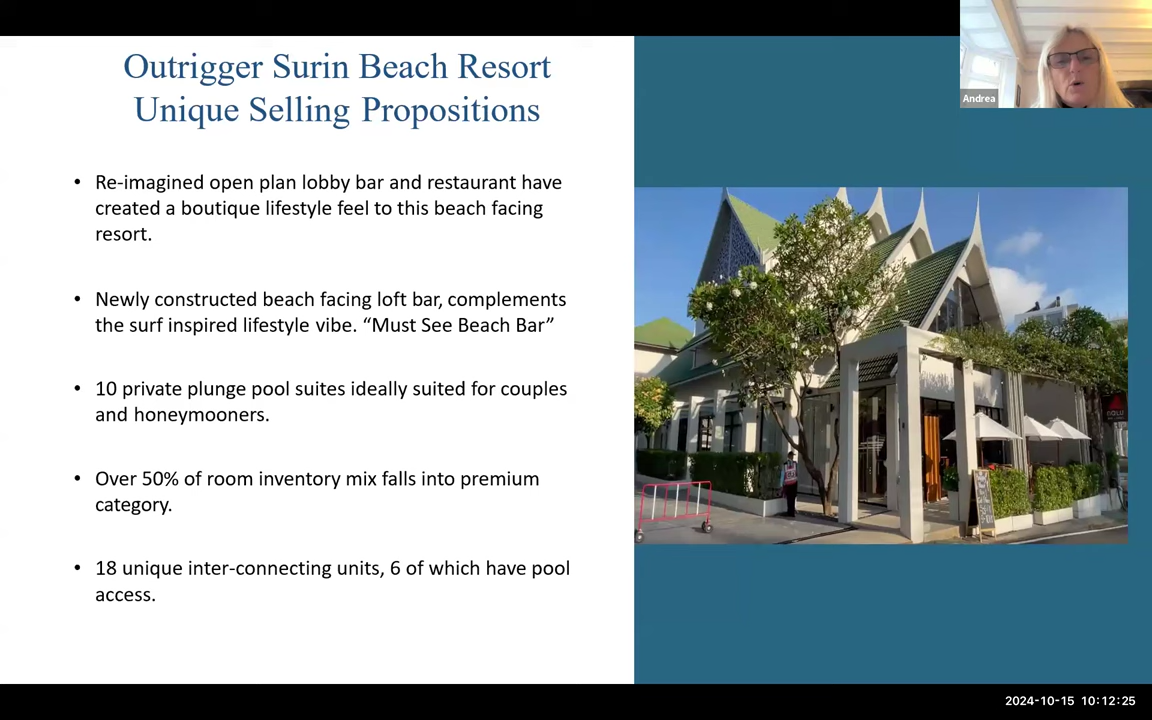 Outrigger Surin Beach Resort
Unique Selling Propositions
Andrea
• Re-imagined open plan lobby bar and restaurant have
created a boutique lifestyle feel to this beach facing
resort.
• Newly constructed beach facing loft bar, complements
the surf inspired lifestyle vibe. “Must See Beach Bar”
• 10 private plunge pool suites ideally suited for couples
and honeymooners.
• Over 50% of room inventory mix falls into premium
category.
• 18 unique inter-connecting units, 6 of which have pool
access.
2024-10-15 10:12:25